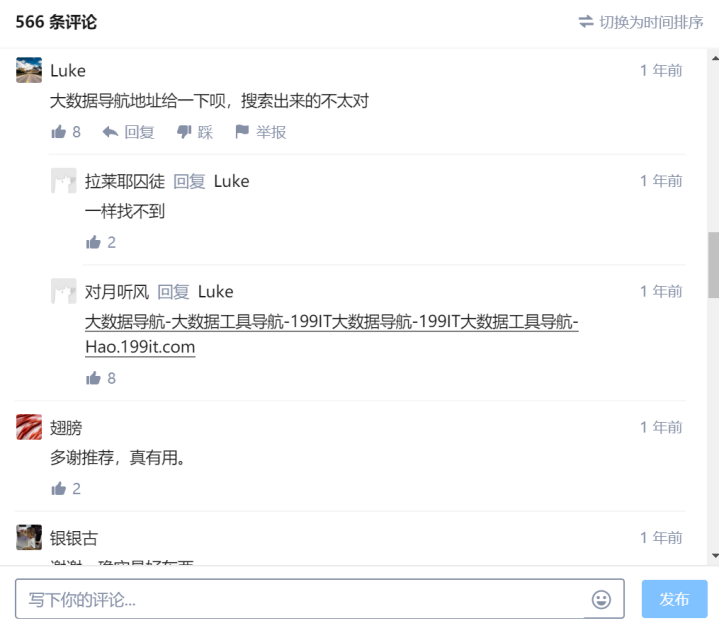 566 条评论
切换为时间排序
Luke
1 年前
大数据导航地址给一下呗，搜索出来的不太对
8 回复 踩 举报
拉莱耶囚徒 回复 Luke
1 年前
一样找不到
2
对月听风 回复 Luke
1 年前
大数据导航-大数据工具导航-199IT大数据导航-199IT大数据工具导航-
Hao.199it.com
8
翅膀
1 年前
多谢推荐，真有用。
2
银银古
1 年前
写下你的评论...
发布